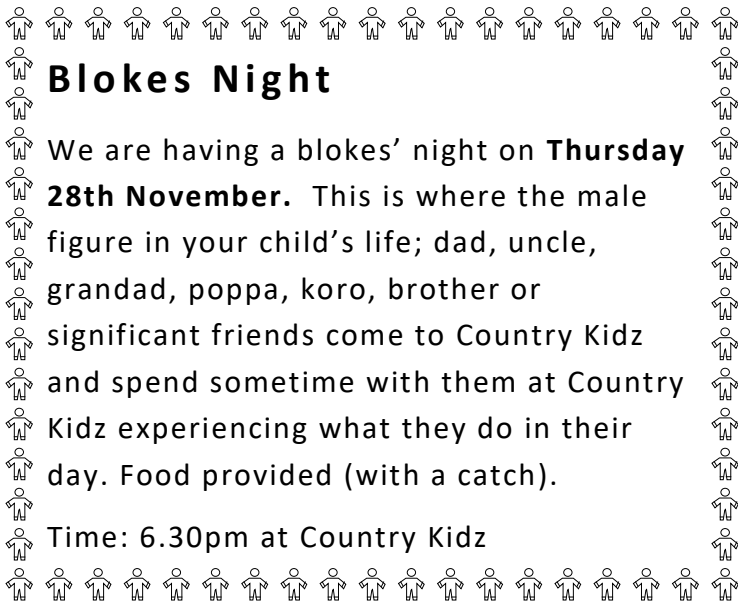 Blokes Night
We are having a blokes’ night on Thursday
28th November.  This is where the male
figure in your child’s life; dad, uncle,
grandad, poppa, koro, brother or
significant friends come to Country Kidz
and spend sometime with them at Country
Kidz experiencing what they do in their
day. Food provided (with a catch).
Time: 6.30pm at Country Kidz